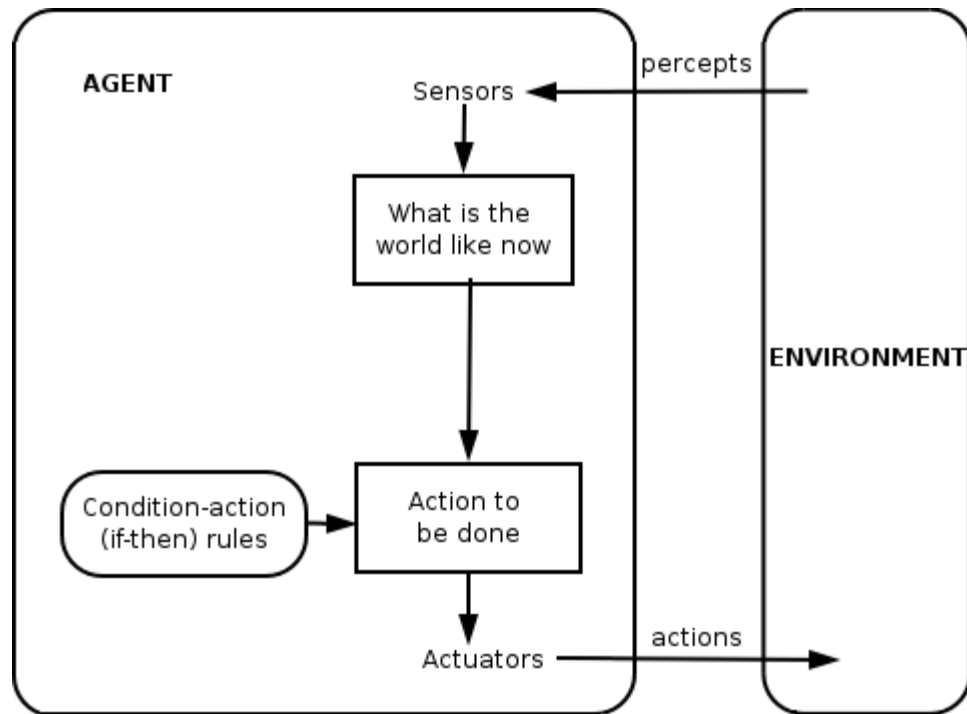 AGENT
percepts
Sensors
What is the
world like now
ENVIRONMENT
Condition-action
(if-then) rules
Action to
be done
actions
Actuators